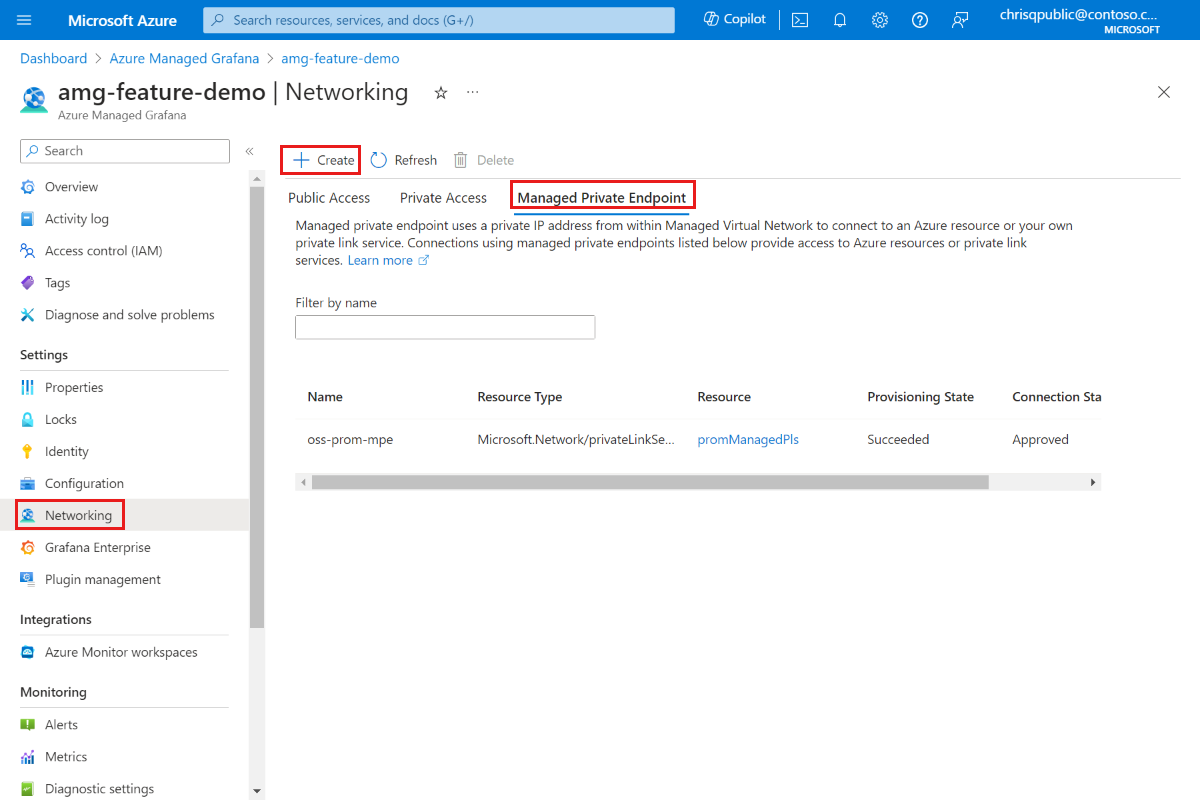 Microsoft Azure
Search resources, services, and docs (G+/)
Copilot
chrisqpublic@contoso.c...
MICROSOFT
Dashboard > Azure Managed Grafana > amg-feature-demo
amg-feature-demo | Networking
Azure Managed Grafana
Search
Overview
Activity log
Access control (IAM)
Tags
Diagnose and solve problems
Settings
Properties
Locks
Identity
Configuration
Networking
Grafana Enterprise
Plugin management
Integrations
Azure Monitor workspaces
Monitoring
Alerts
Metrics
Diagnostic settings
Create Refresh Delete
Public Access Private Access Managed Private Endpoint
Managed private endpoint uses a private IP address from within Managed Virtual Network to connect to an Azure resource or your own
private link service. Connections using managed private endpoints listed below provide access to Azure resources or private link
services. Learn more
Filter by name
Name Resource Type Resource Provisioning State Connection Sta
oss-prom-mpe Microsoft.Network/privateLinkSe... promManagedPls Succeeded Approved